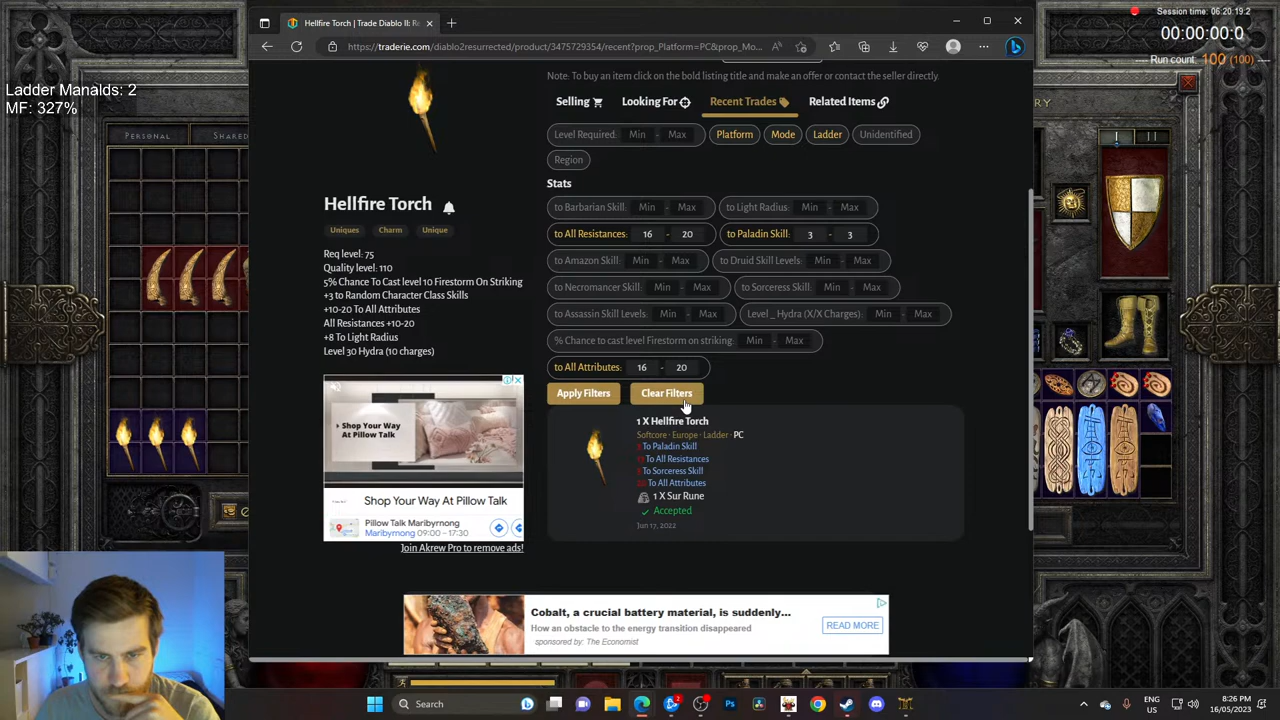 Session time: 06:20:19.2
00:00:00:0
---- Run count: 100 (100) ----
Ladder Manalds: 2
MF: 327%
Hellfire Torch | Trade Diablo II: Re
https://traderie.com/diablo2resurrected/product/3475729354/recent?prop_Platform=PC&prop_Mo...
PERSONAL
SHARED
RY
I
II
Note: To buy an item click on the bold listing title and make an offer or contact the seller directly.
Selling
Looking For
Recent Trades
Related Items
Level Required: Min - Max
Platform
Mode
Ladder
Unidentified
Region
Stats
to Barbarian Skill: Min - Max
to Light Radius: Min - Max
to All Resistances: 16 - 20
to Paladin Skill: 3 - 3
to Amazon Skill: Min - Max
to Druid Skill Levels: Min - Max
to Necromancer Skill: Min - Max
to Sorceress Skill: Min - Max
to Assassin Skill Levels: Min - Max
Level _ Hydra (X/X Charges): Min - Max
% Chance to cast level Firestorm on striking: Min - Max
to All Attributes: 16 - 20
Apply Filters
Clear Filters
Hellfire Torch
Uniques
Charm
Unique
Req level: 75
Quality level: 110
5% Chance To Cast level 10 Firestorm On Striking
+3 to Random Character Class Skills
+10-20 To All Attributes
All Resistances +10-20
+8 To Light Radius
Level 30 Hydra (10 charges)
1 X Hellfire Torch
Softcore · Europe · Ladder · PC
To Paladin Skill
To All Resistances
To Sorceress Skill
To All Attributes
1 X Sur Rune
Accepted
Jun 17, 2022
Shop Your Way
At Pillow Talk
Shop Your Way At Pillow Talk
Pillow Talk Maribyrnong
Maribyrnong 09:00 – 17:30
Join Akrew Pro to remove ads!
Cobalt, a crucial battery material, is suddenly...
How an obstacle to the energy transition disappeared
sponsored by: The Economist
READ MORE
Search
2
ENG
US
8:26 PM
16/05/2023